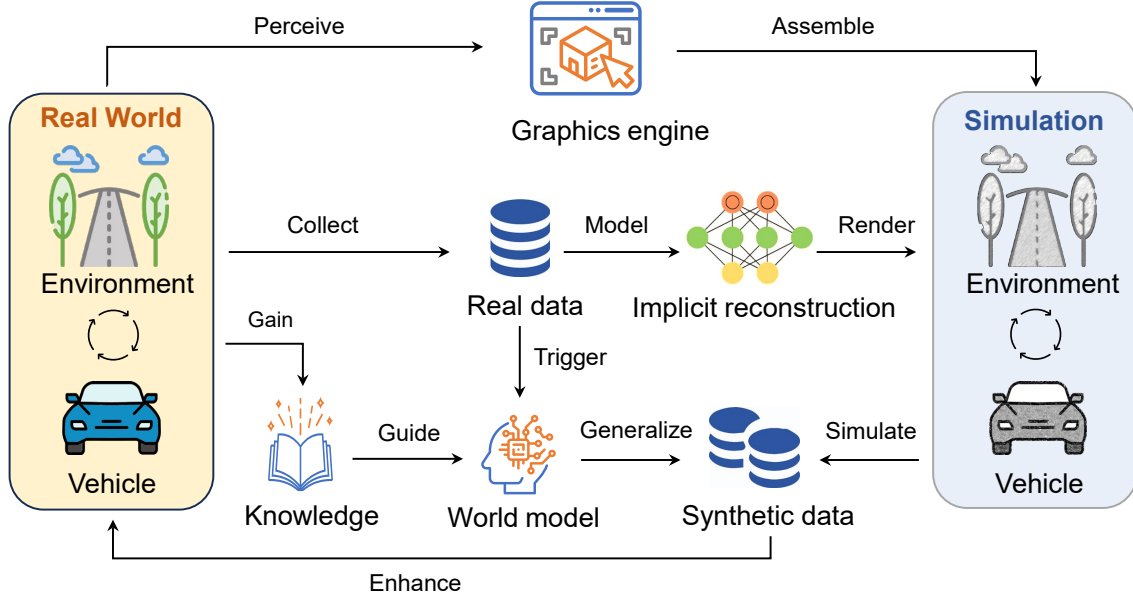 Perceive
Assemble
Graphics engine
Real World
Simulation
Collect
Model
Render
Environment
Real data
Implicit reconstruction
Environment
Gain
Trigger
Guide
Generalize
Simulate
Vehicle
Knowledge
World model
Synthetic data
Vehicle
Enhance